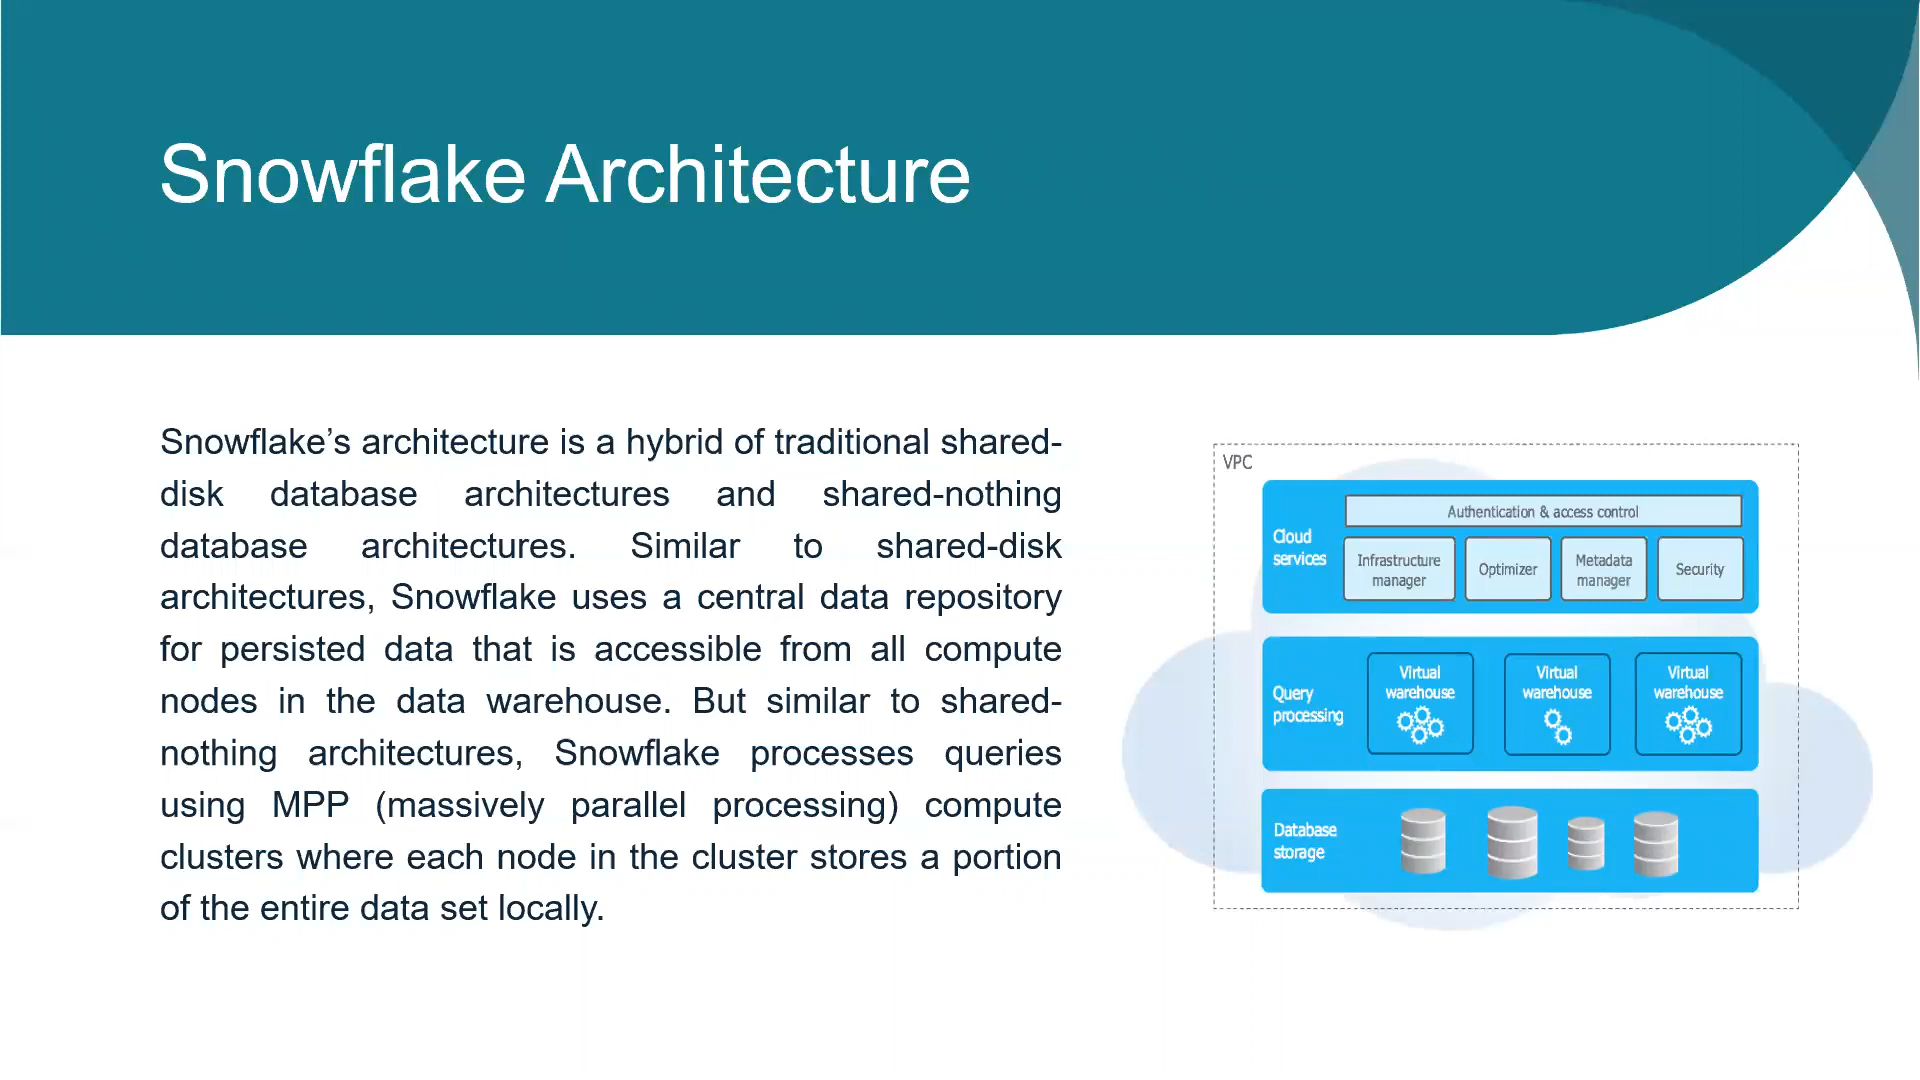 Snowflake Architecture
Snowflake’s architecture is a hybrid of traditional shared-
disk database architectures and shared-nothing
database architectures. Similar to shared-disk
architectures, Snowflake uses a central data repository
for persisted data that is accessible from all compute
nodes in the data warehouse. But similar to shared-
nothing architectures, Snowflake processes queries
using MPP (massively parallel processing) compute
clusters where each node in the cluster stores a portion
of the entire data set locally.
VPC
Cloud
services
Authentication & access control
Infrastructure
manager
Optimizer
Metadata
manager
Security
Query
processing
Virtual
warehouse
Virtual
warehouse
Virtual
warehouse
Database
storage